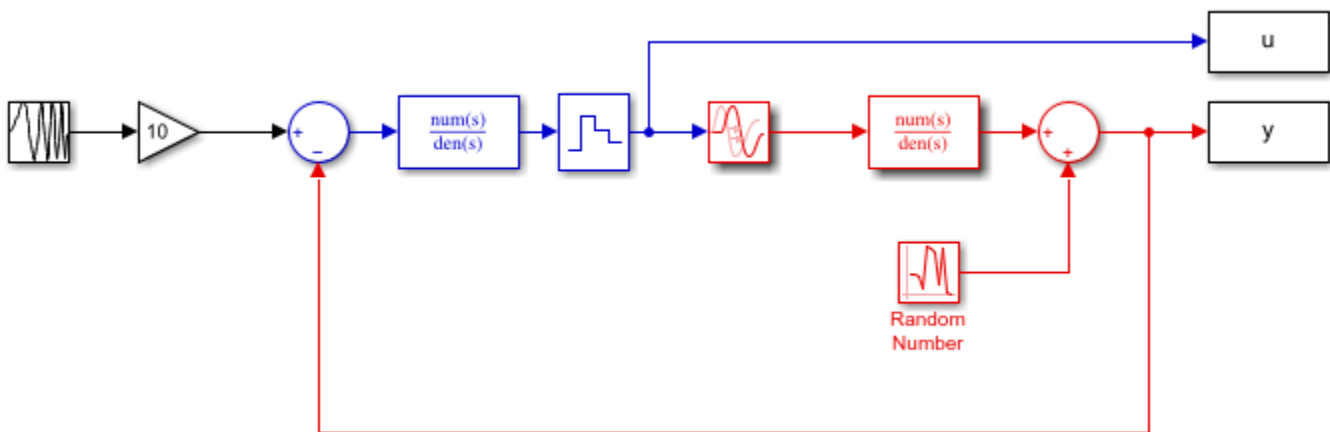 u
10
+
−
num(s)
den(s)
num(s)
den(s)
+
+
y
Random
Number